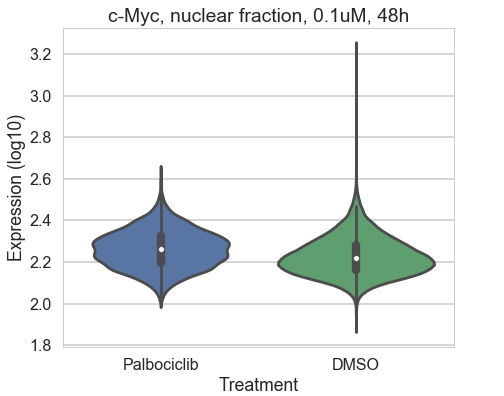 c-Myc, nuclear fraction, 0.1uM, 48h
Expression (log10)
3.2
3.0
2.8
2.6
2.4
2.2
2.0
1.8
Palbociclib DMSO
Treatment